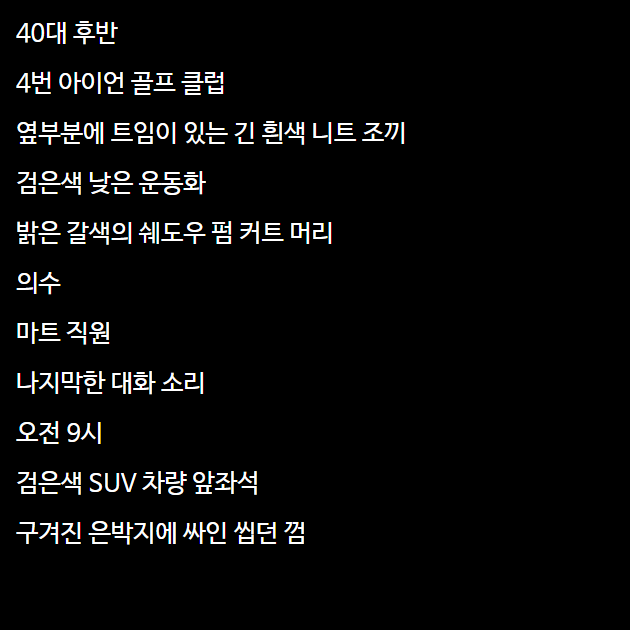 40대 후반
4번 아이언 골프 클럽
옆부분에 트임이 있는 긴 흰색 니트 조끼
검은색 낮은 운동화
밝은 갈색의 쉐도우 펌 커트 머리
의수
마트 직원
나지막한 대화 소리
오전 9시
검은색 SUV 차량 앞좌석
구겨진 은박지에 싸인 씹던 껌